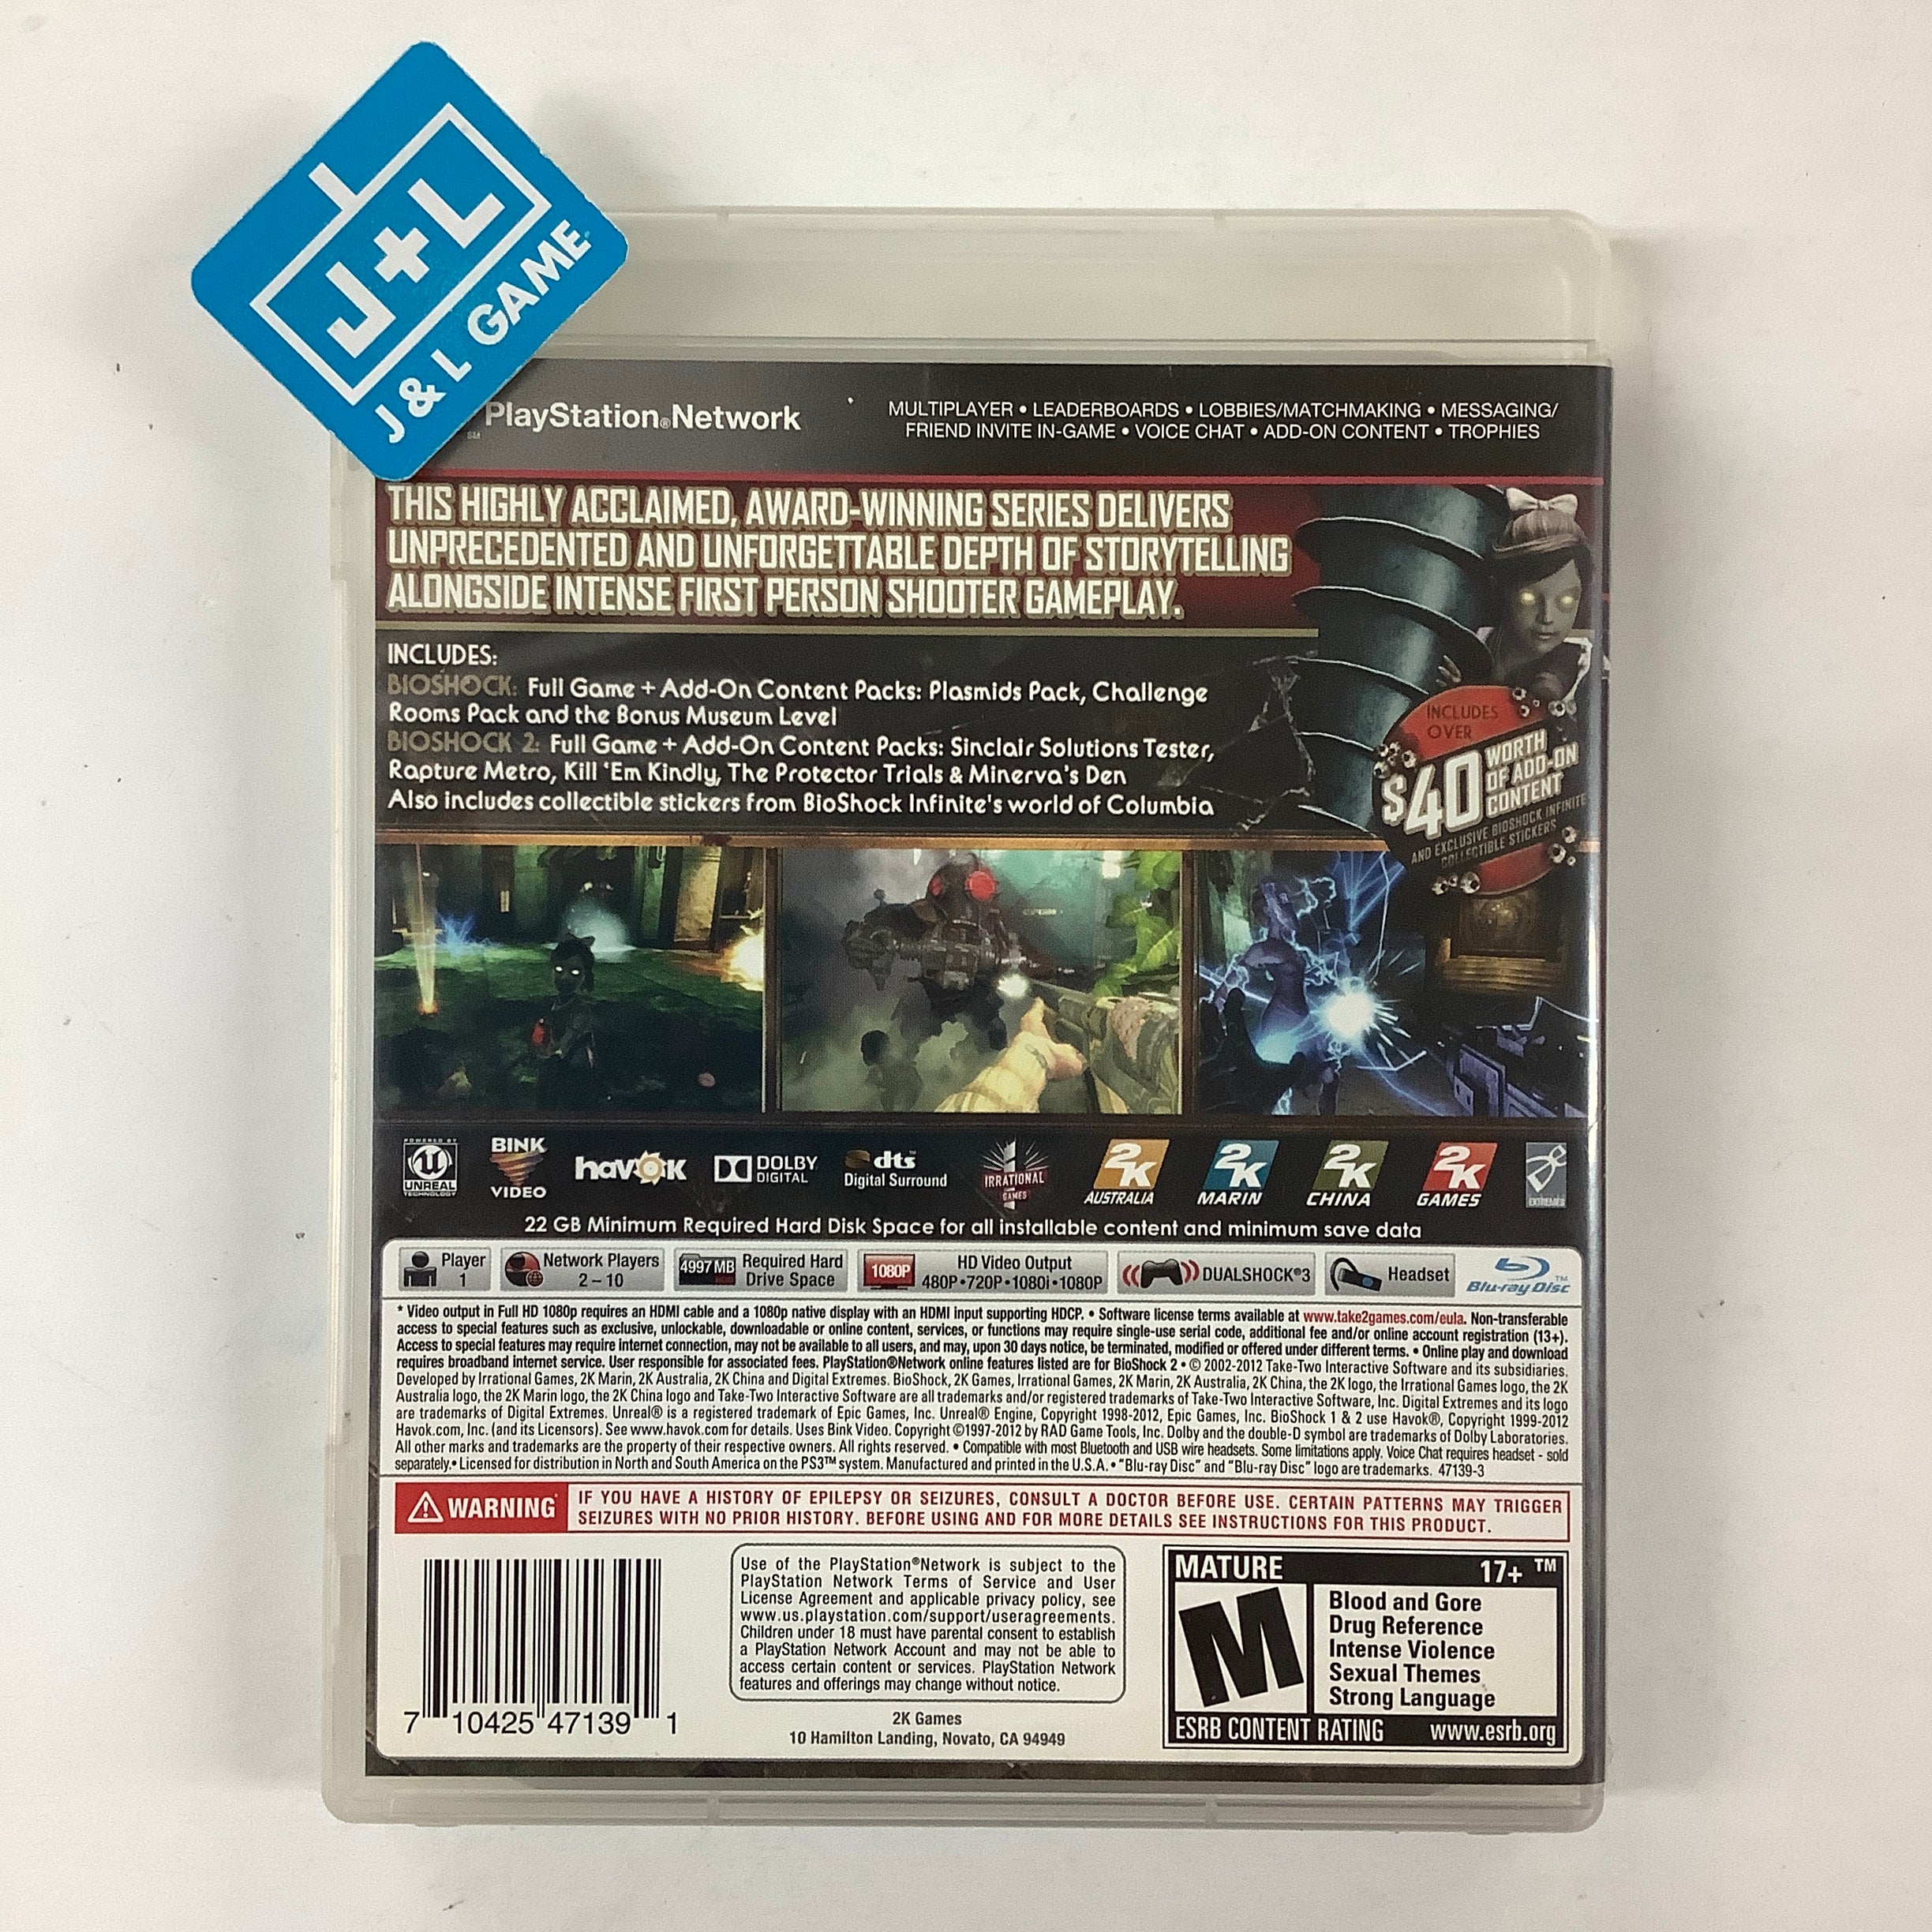 J+L
J & L GAME
PlayStation®Network
SM
MULTIPLAYER • LEADERBOARDS • LOBBIES/MATCHMAKING • MESSAGING/
FRIEND INVITE IN-GAME • VOICE CHAT • ADD-ON CONTENT • TROPHIES
THIS HIGHLY ACCLAIMED, AWARD-WINNING SERIES DELIVERS
UNPRECEDENTED AND UNFORGETTABLE DEPTH OF STORYTELLING
ALONGSIDE INTENSE FIRST PERSON SHOOTER GAMEPLAY.
INCLUDES:
BIOSHOCK: Full Game + Add-On Content Packs: Plasmids Pack, Challenge
Rooms Pack and the Bonus Museum Level
BIOSHOCK 2: Full Game + Add-On Content Packs: Sinclair Solutions Tester,
Rapture Metro, Kill 'Em Kindly, The Protector Trials & Minerva's Den
Also includes collectible stickers from BioShock Infinite's world of Columbia
INCLUDES
OVER
$40 WORTH
OF ADD-ON
CONTENT
AND EXCLUSIVE BIOSHOCK INFINITE
COLLECTIBLE STICKERS
POWERED BY
UNREAL
TECHNOLOGY
BINK
VIDEO
havok
DOLBY
DIGITAL
dts
Digital Surround
IRRATIONAL
GAMES
2K
AUSTRALIA
2K
MARIN
2K
CHINA
2K
GAMES
EXTREMES
22 GB Minimum Required Hard Disk Space for all installable content and minimum save data
Player
1
Network Players
2 – 10
4997 MB
Required Hard
Drive Space
1080P
HD Video Output
480P•720P•1080i•1080P
DUALSHOCK®3
Headset
Blu-ray Disc™
* Video output in Full HD 1080p requires an HDMI cable and a 1080p native display with an HDMI input supporting HDCP. • Software license terms available at www.take2games.com/eula. Non-transferable
access to special features such as exclusive, unlockable, downloadable or online content, services, or functions may require single-use serial code, additional fee and/or online account registration (13+).
Access to special features may require internet connection, may not be available to all users, and may, upon 30 days notice, be terminated, modified or offered under different terms. • Online play and download
requires broadband internet service. User responsible for associated fees. PlayStation®Network online features listed are for BioShock 2 • © 2002-2012 Take-Two Interactive Software and its subsidiaries.
Developed by Irrational Games, 2K Marin, 2K Australia, 2K China and Digital Extremes. BioShock, 2K Games, Irrational Games, 2K Marin, 2K Australia, 2K China, the 2K logo, the Irrational Games logo, the 2K
Australia logo, the 2K Marin logo, the 2K China logo and Take-Two Interactive Software are all trademarks and/or registered trademarks of Take-Two Interactive Software, Inc. Digital Extremes and its logo
are trademarks of Digital Extremes. Unreal® is a registered trademark of Epic Games, Inc. Unreal® Engine, Copyright 1998-2012, Epic Games, Inc. BioShock 1 & 2 use Havok®, Copyright 1999-2012
Havok.com, Inc. (and its Licensors). See www.havok.com for details. Uses Bink Video. Copyright ©1997-2012 by RAD Game Tools, Inc. Dolby and the double-D symbol are trademarks of Dolby Laboratories.
All other marks and trademarks are the property of their respective owners. All rights reserved. • Compatible with most Bluetooth and USB wire headsets. Some limitations apply. Voice Chat requires headset - sold
separately.• Licensed for distribution in North and South America on the PS3™ system. Manufactured and printed in the U.S.A. • "Blu-ray Disc" and "Blu-ray Disc" logo are trademarks. 47139-3
WARNING
IF YOU HAVE A HISTORY OF EPILEPSY OR SEIZURES, CONSULT A DOCTOR BEFORE USE. CERTAIN PATTERNS MAY TRIGGER
SEIZURES WITH NO PRIOR HISTORY. BEFORE USING AND FOR MORE DETAILS SEE INSTRUCTIONS FOR THIS PRODUCT.
7 10425 47139 1
Use of the PlayStation®Network is subject to the
PlayStation Network Terms of Service and User
License Agreement and applicable privacy policy, see
www.us.playstation.com/support/useragreements.
Children under 18 must have parental consent to establish
a PlayStation Network Account and may not be able to
access certain content or services. PlayStation Network
features and offerings may change without notice.
2K Games
10 Hamilton Landing, Novato, CA 94949
MATURE 17+ ™
M
Blood and Gore
Drug Reference
Intense Violence
Sexual Themes
Strong Language
ESRB CONTENT RATING www.esrb.org